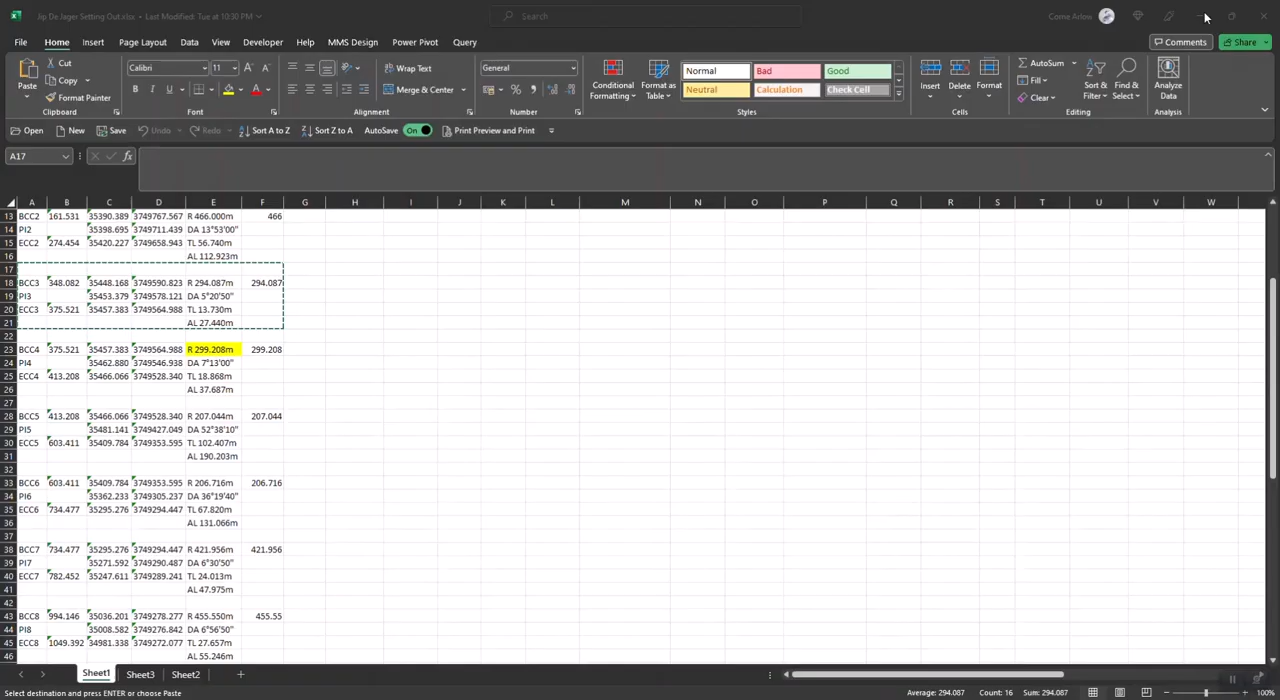 Jip De Jager Setting Out.xlsx • Last Modified: Tue at 10:30 PM
Search
Corne Arlow
File Home Insert Page Layout Data View Developer Help MMS Design Power Pivot Query
Comments Share
Paste Cut Copy Format Painter Clipboard
Calibri 11 B I U Font
Wrap Text Merge & Center Alignment
General % Number
Conditional Formatting Format as Table Normal Bad Good Neutral Calculation Check Cell Styles
Insert Delete Format Cells
AutoSum Fill Clear Sort & Filter Find & Select Editing
Analyze Data Analysis
Open New Save Undo Redo Sort A to Z Sort Z to A AutoSave On Print Preview and Print
A17 fx
A B C D E F G H I J K L M N O P Q R S T U V W
13 BCC2 161.531 35390.389 3749767.567 R 466.000m 466
14 PI2 35398.695 3749711.439 DA 13°53'00"
15 ECC2 274.454 35420.227 3749658.943 TL 56.740m
16 AL 112.923m
17
18 BCC3 348.082 35448.168 3749590.823 R 294.087m 294.087
19 PI3 35453.379 3749578.121 DA 5°20'50"
20 ECC3 375.521 35457.383 3749564.988 TL 13.730m
21 AL 27.440m
22
23 BCC4 375.521 35457.383 3749564.988 R 299.208m 299.208
24 PI4 35462.880 3749546.938 DA 7°13'00"
25 ECC4 413.208 35466.066 3749528.340 TL 18.868m
26 AL 37.687m
27
28 BCC5 413.208 35466.066 3749528.340 R 207.044m 207.044
29 PI5 35481.141 3749427.049 DA 52°38'10"
30 ECC5 603.411 35409.784 3749353.595 TL 102.407m
31 AL 190.203m
32
33 BCC6 603.411 35409.784 3749353.595 R 206.716m 206.716
34 PI6 35362.233 3749305.237 DA 36°19'40"
35 ECC6 734.477 35295.276 3749294.447 TL 67.820m
36 AL 131.066m
37
38 BCC7 734.477 35295.276 3749294.447 R 421.956m 421.956
39 PI7 35271.592 3749290.487 DA 6°30'50"
40 ECC7 782.452 35247.611 3749289.241 TL 24.013m
41 AL 47.975m
42
43 BCC8 994.146 35036.201 3749278.277 R 455.550m 455.55
44 PI8 35008.582 3749276.842 DA 6°56'50"
45 ECC8 1049.392 34981.338 3749272.077 TL 27.657m
46 AL 55.246m
Sheet1 Sheet3 Sheet2
Select destination and press ENTER or choose Paste Average: 294.087 Count: 16 Sum: 294.087 100%